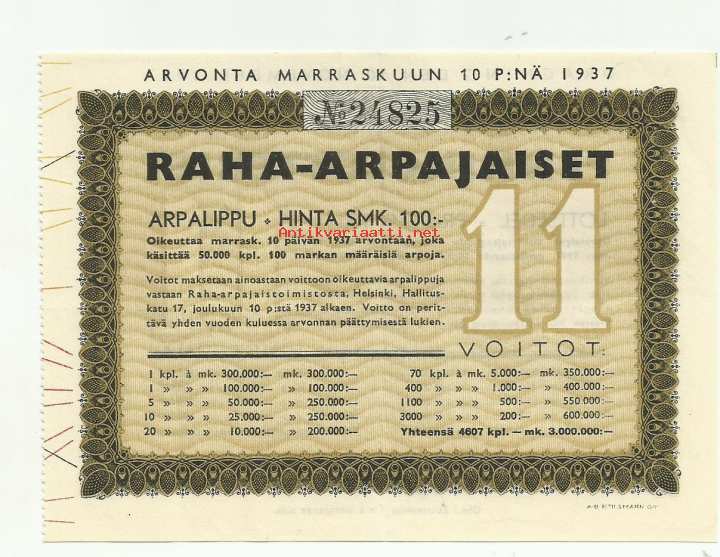 ARVONTA MARRASKUUN 10 P:NÄ 1937
№ 24825
RAHA-ARPAJAISET
ARPALIPPU • HINTA SMK. 100:-
Antikvariaatti.net
Oikeuttaa marrask. 10 päivän 1937 arvontaan, joka
käsittää 50.000 kpl. 100 markan määräisiä arpoja.
Voitot maksetaan ainoastaan voittoon oikeuttavia arpalippuja
vastaan Raha-arpajaistoimistosta, Helsinki, Hallitus-
katu 17, joulukuun 10 p:stä 1937 alkaen. Voitto on perit-
tävä yhden vuoden kuluessa arvonnan päättymisestä lukien.
11
VOITOT:
1 kpl. à mk. 300.000:— mk. 300.000:—
1 » » » 100.000:— » 100.000:—
5 » » » 50.000:— » 250.000:—
10 » » » 25.000:— » 250.000:—
20 » » » 10.000:— » 200.000:—
70 kpl. à mk. 5.000:— mk. 350.000:—
400 » » » 1.000:— » 400.000:—
1100 » » » 500:— » 550.000:—
3000 » » » 200:— » 600.000:—
Yhteensä 4607 kpl. — mk. 3.000.000:—